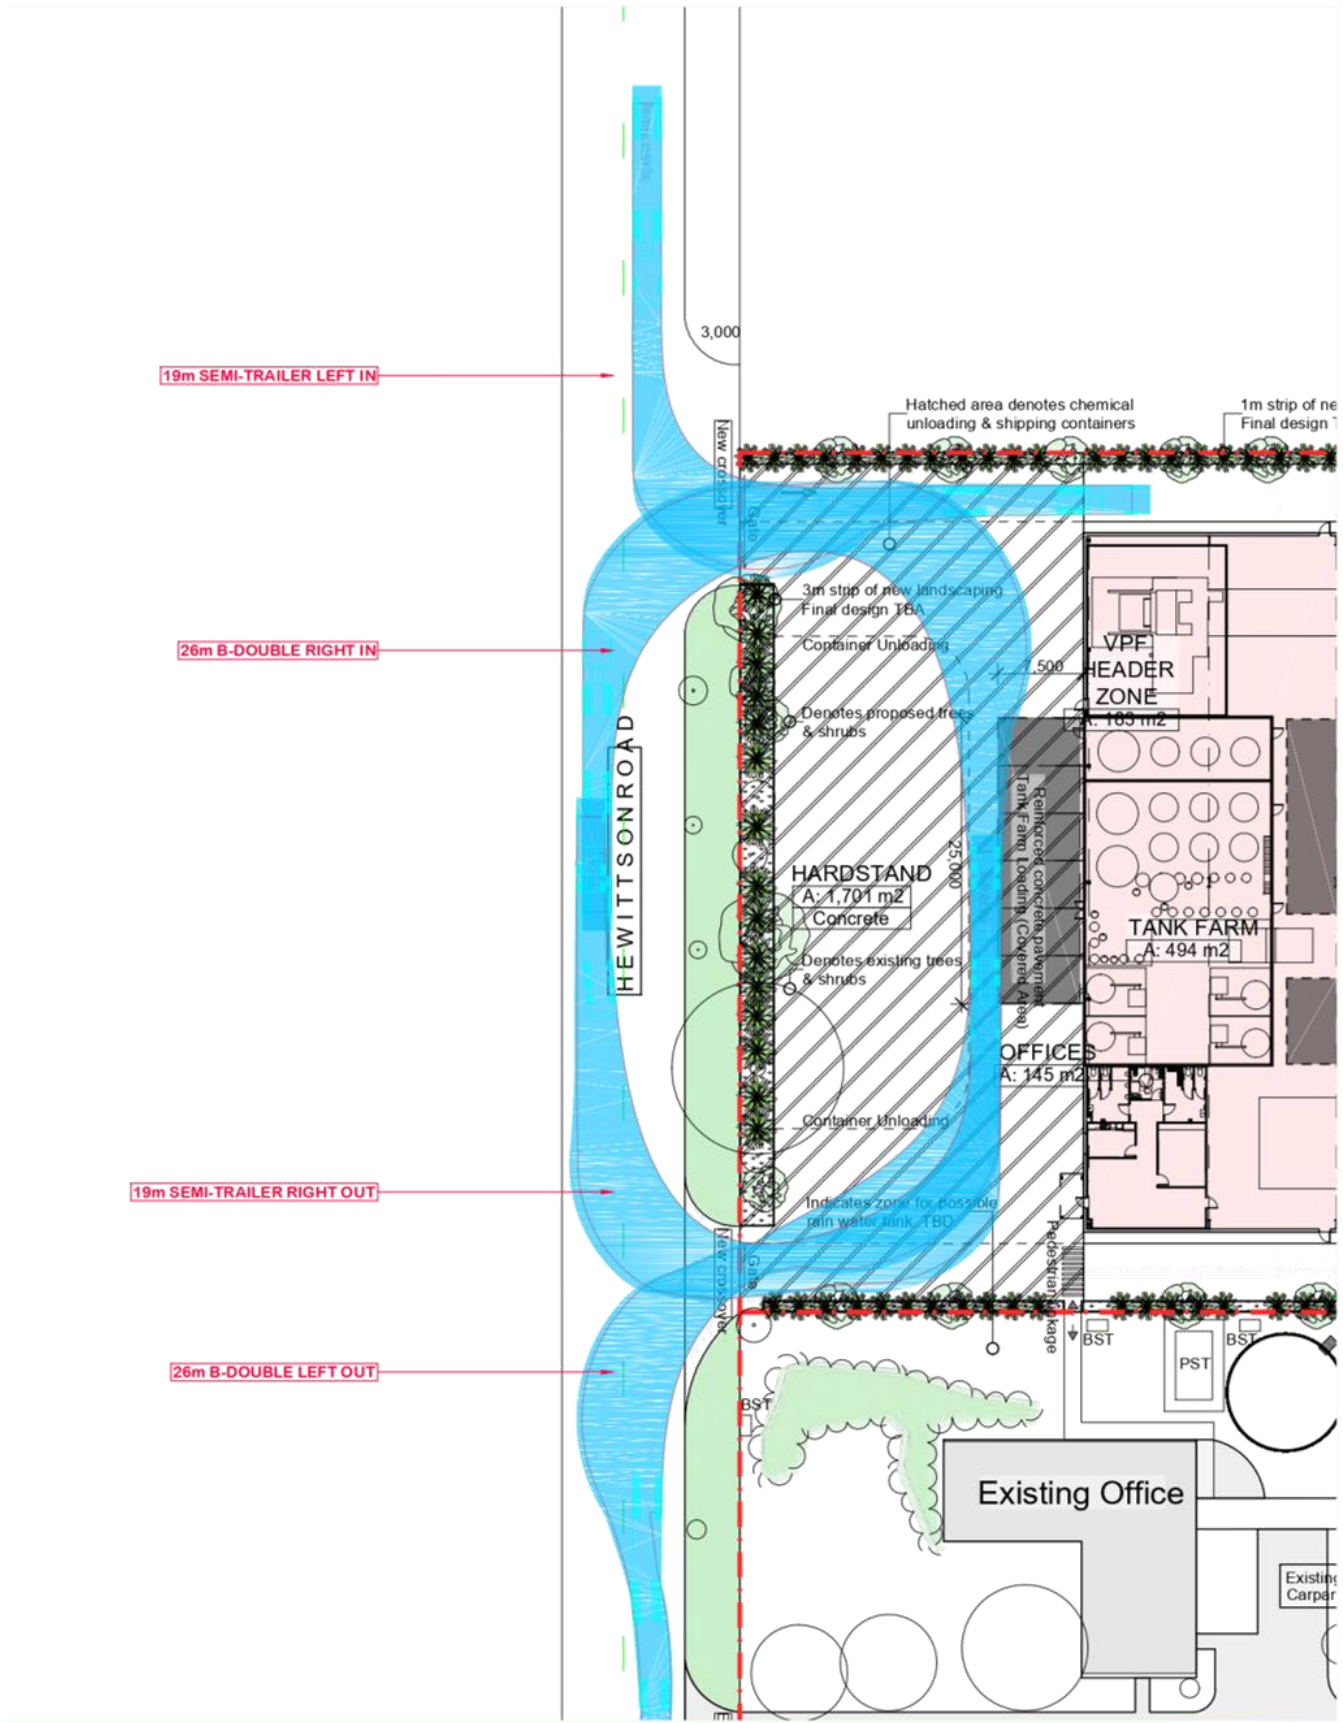 3,000
19m SEMI-TRAILER LEFT IN
Hatched area denotes chemical
unloading & shipping containers
1m strip of ne
Final design T
New crossover
Gate
3m strip of new landscaping
Final design TBA
Container Unloading
26m B-DOUBLE RIGHT IN
7,500
VPF
HEADER
ZONE
A: 183 m2
Denotes proposed trees
& shrubs
HEWITTSONROAD
Reinforced concrete pavement
Tank Farm Loading (Covered Area)
25,000
HARDSTAND
A: 1,701 m2
Concrete
TANK FARM
A: 494 m2
Denotes existing trees
& shrubs
OFFICES
A: 145 m2
Container Unloading
19m SEMI-TRAILER RIGHT OUT
Indicates zone for possible
rain water tank. TBD
New crossover
Gate
Pedestrian
kage
BST
BST
PST
26m B-DOUBLE LEFT OUT
BST
Existing Office
Existing
Carpar